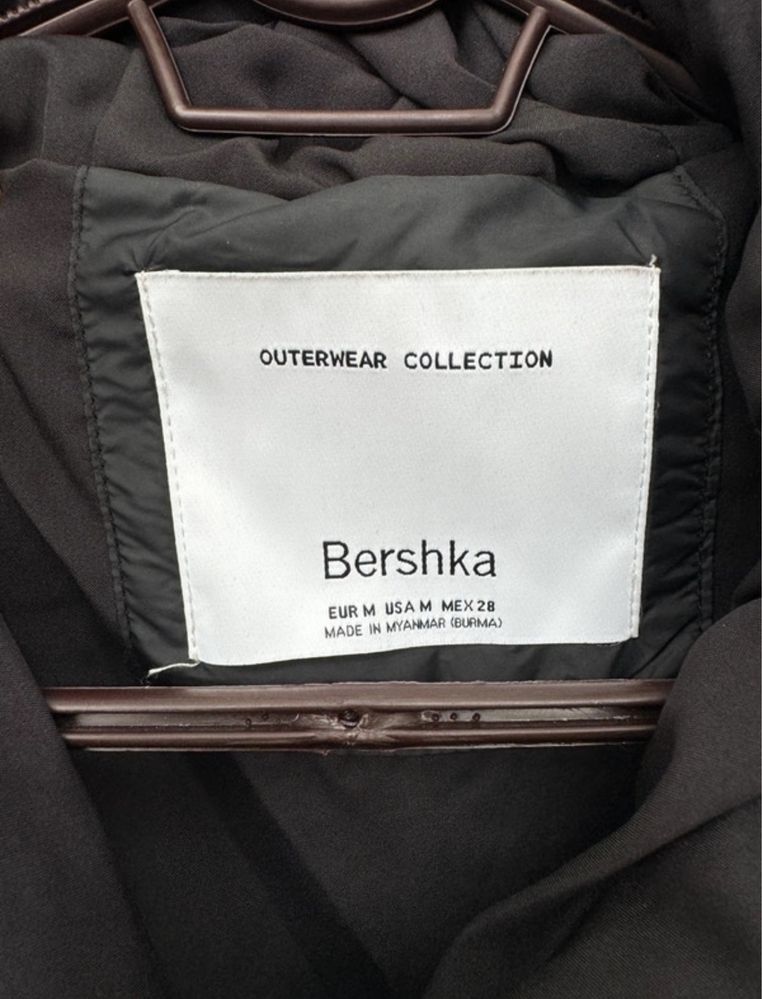 OUTERWEAR COLLECTION
Bershka
EUR M USA M MEX 28
MADE IN MYANMAR (BURMA)